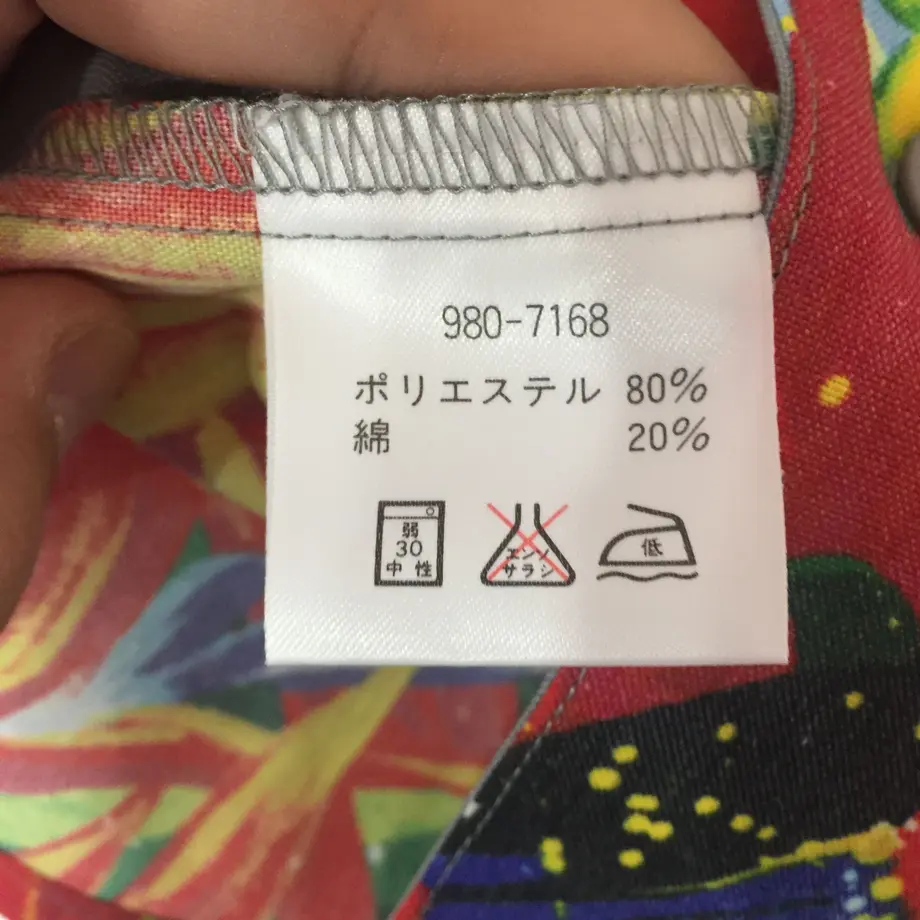 980-7168
ポリエステル 80%
綿 20%
弱
30
中性
エンソ
サラシ
低